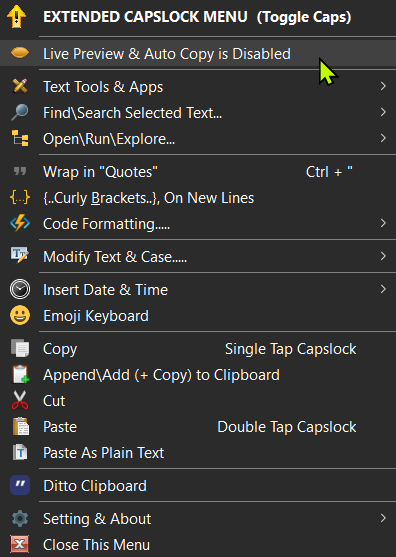 EXTENDED CAPSLOCK MENU (Toggle Caps)
Live Preview & Auto Copy is Disabled
Text Tools & Apps
Find\Search Selected Text...
Open\Run\Explore...
Wrap in "Quotes" Ctrl + "
{..Curly Brackets..}, On New Lines
Code Formatting.....
Modify Text & Case.....
Insert Date & Time
Emoji Keyboard
Copy Single Tap Capslock
Append\Add (+ Copy) to Clipboard
Cut
Paste Double Tap Capslock
Paste As Plain Text
Ditto Clipboard
Setting & About
Close This Menu